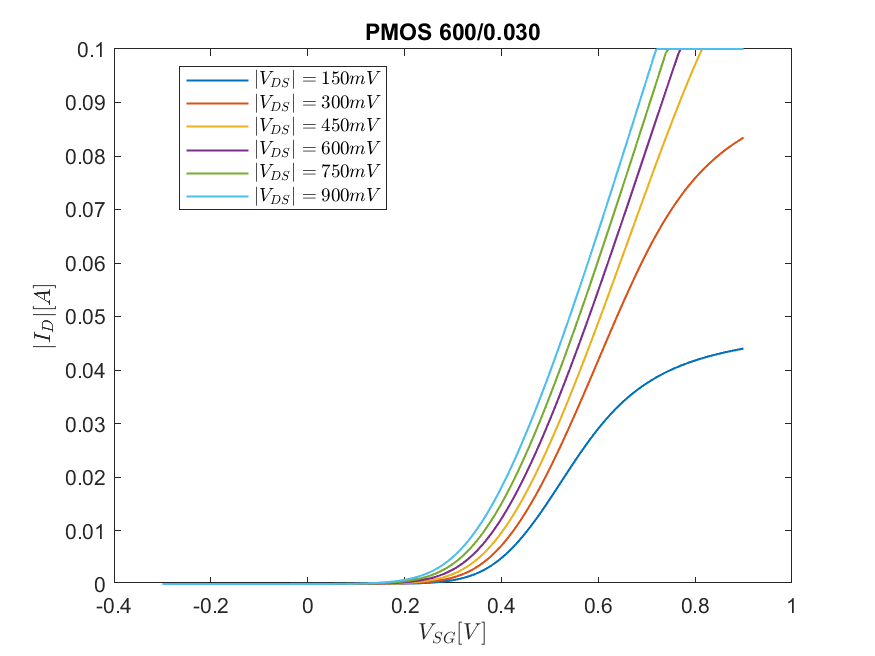 PMOS 600/0.030
0.1
0.09
0.08
0.07
0.06
0.05
0.04
0.03
0.02
0.01
0
|I_D|[A]
|V_DS| = 150mV
|V_DS| = 300mV
|V_DS| = 450mV
|V_DS| = 600mV
|V_DS| = 750mV
|V_DS| = 900mV
-0.4 -0.2 0 0.2 0.4 0.6 0.8 1
V_SG[V]